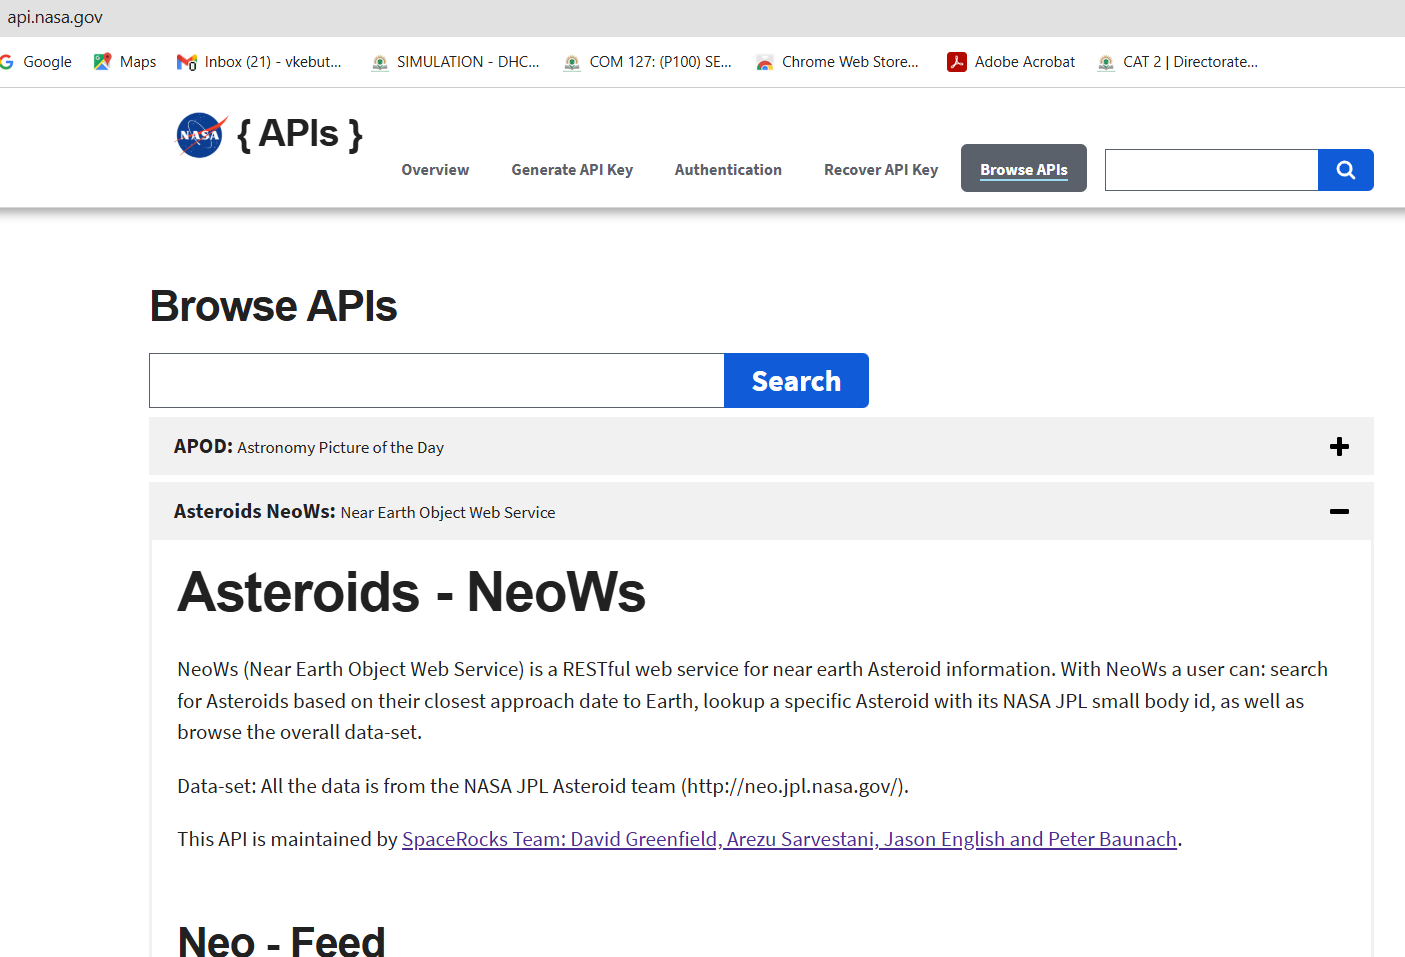 api.nasa.gov
Google Maps Inbox (21) - vkebut... SIMULATION - DHC... COM 127: (P100) SE... Chrome Web Store... Adobe Acrobat CAT 2 | Directorate...
NASA { APIs }
Overview Generate API Key Authentication Recover API Key Browse APIs
Browse APIs
Search
APOD: Astronomy Picture of the Day
Asteroids NeoWs: Near Earth Object Web Service
Asteroids - NeoWs
NeoWs (Near Earth Object Web Service) is a RESTful web service for near earth Asteroid information. With NeoWs a user can: search
for Asteroids based on their closest approach date to Earth, lookup a specific Asteroid with its NASA JPL small body id, as well as
browse the overall data-set.
Data-set: All the data is from the NASA JPL Asteroid team (http://neo.jpl.nasa.gov/).
This API is maintained by SpaceRocks Team: David Greenfield, Arezu Sarvestani, Jason English and Peter Baunach.
Neo - Feed